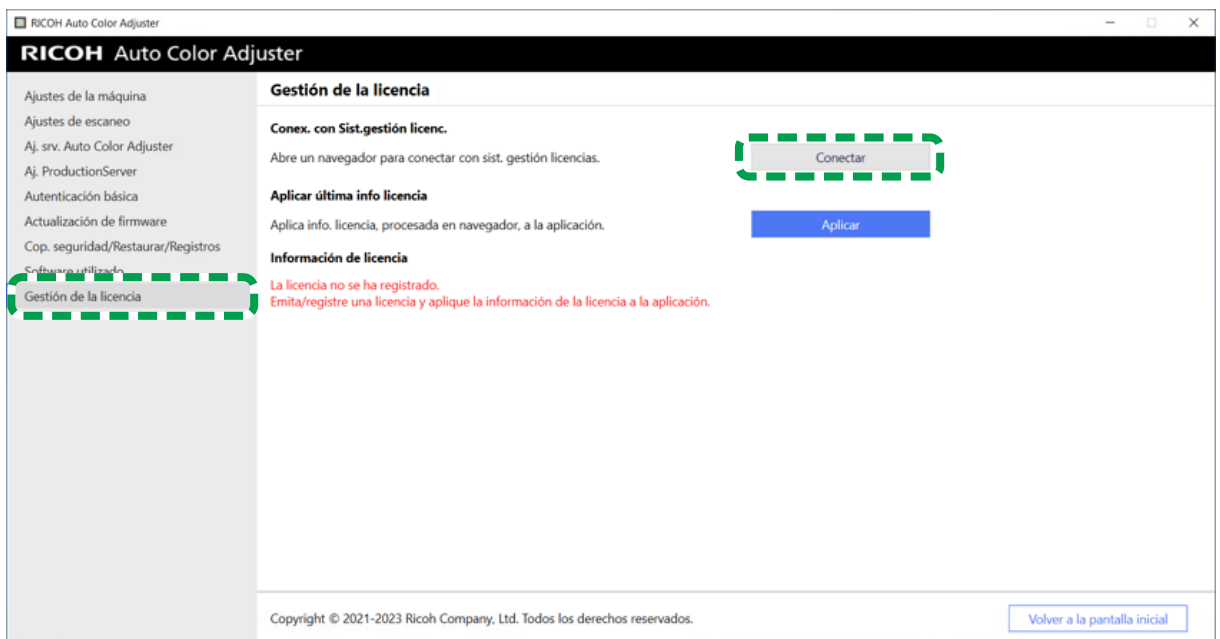 RICOH Auto Color Adjuster
RICOH Auto Color Adjuster
Ajustes de la máquina
Ajustes de escaneo
Aj. srv. Auto Color Adjuster
Aj. ProductionServer
Autenticación básica
Actualización de firmware
Cop. seguridad/Restaurar/Registros
Software utilizado
Gestión de la licencia
Gestión de la licencia
Conex. con Sist.gestión licenc.
Abre un navegador para conectar con sist. gestión licencias.
Conectar
Aplicar última info licencia
Aplica info. licencia, procesada en navegador, a la aplicación.
Aplicar
Información de licencia
La licencia no se ha registrado.
Emita/registre una licencia y aplique la información de la licencia a la aplicación.
Copyright © 2021-2023 Ricoh Company, Ltd. Todos los derechos reservados.
Volver a la pantalla inicial